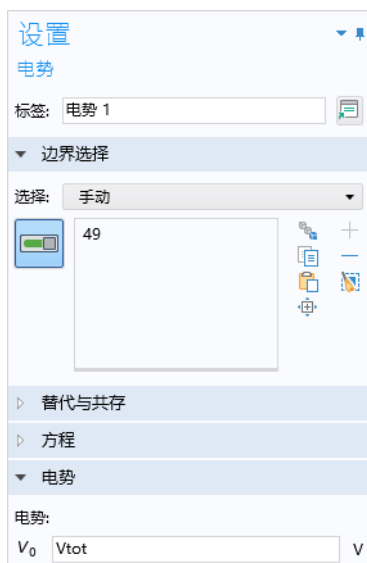 设置
电势
标签: 电势 1
边界选择
选择: 手动
49
替代与共存
方程
电势
电势:
V0 Vtot V